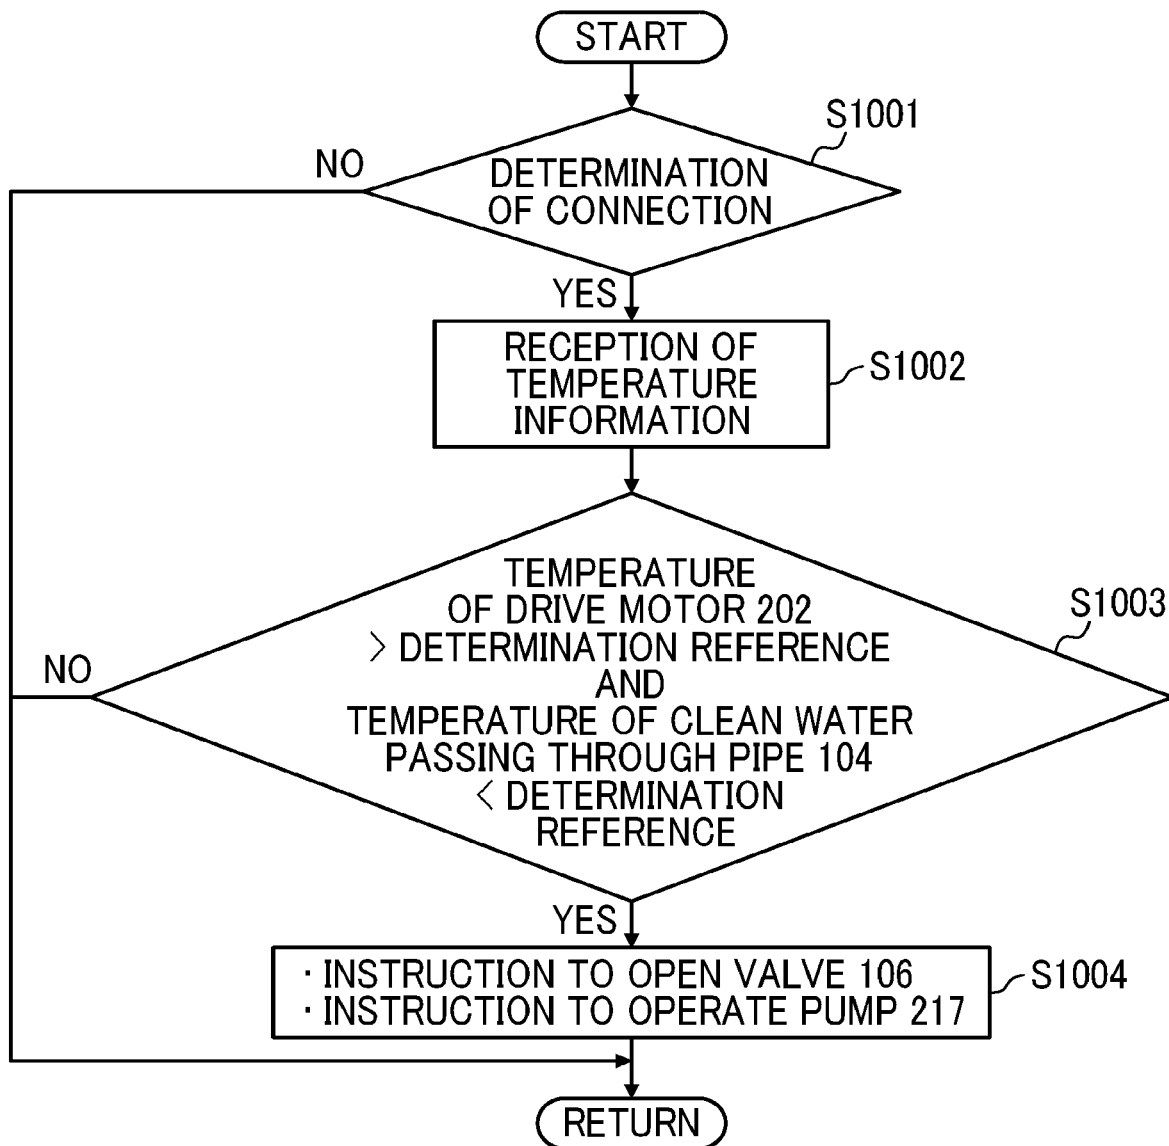 START
S1001
NO
DETERMINATION
OF CONNECTION
YES
RECEPTION OF
TEMPERATURE
INFORMATION
S1002
TEMPERATURE
OF DRIVE MOTOR 202
> DETERMINATION REFERENCE
AND
TEMPERATURE OF CLEAN WATER
PASSING THROUGH PIPE 104
< DETERMINATION
REFERENCE
S1003
NO
YES
· INSTRUCTION TO OPEN VALVE 106
· INSTRUCTION TO OPERATE PUMP 217
S1004
RETURN